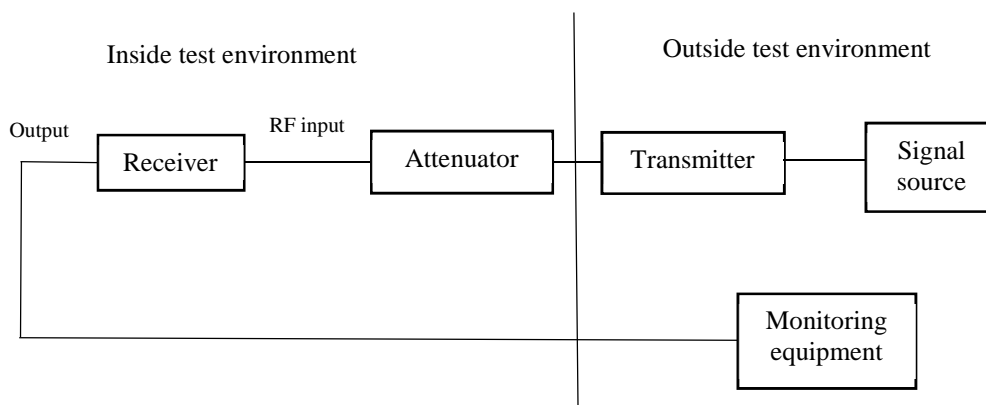 Inside test environment
Outside test environment
Output
RF input
Receiver
Attenuator
Transmitter
Signal
source
Monitoring
equipment